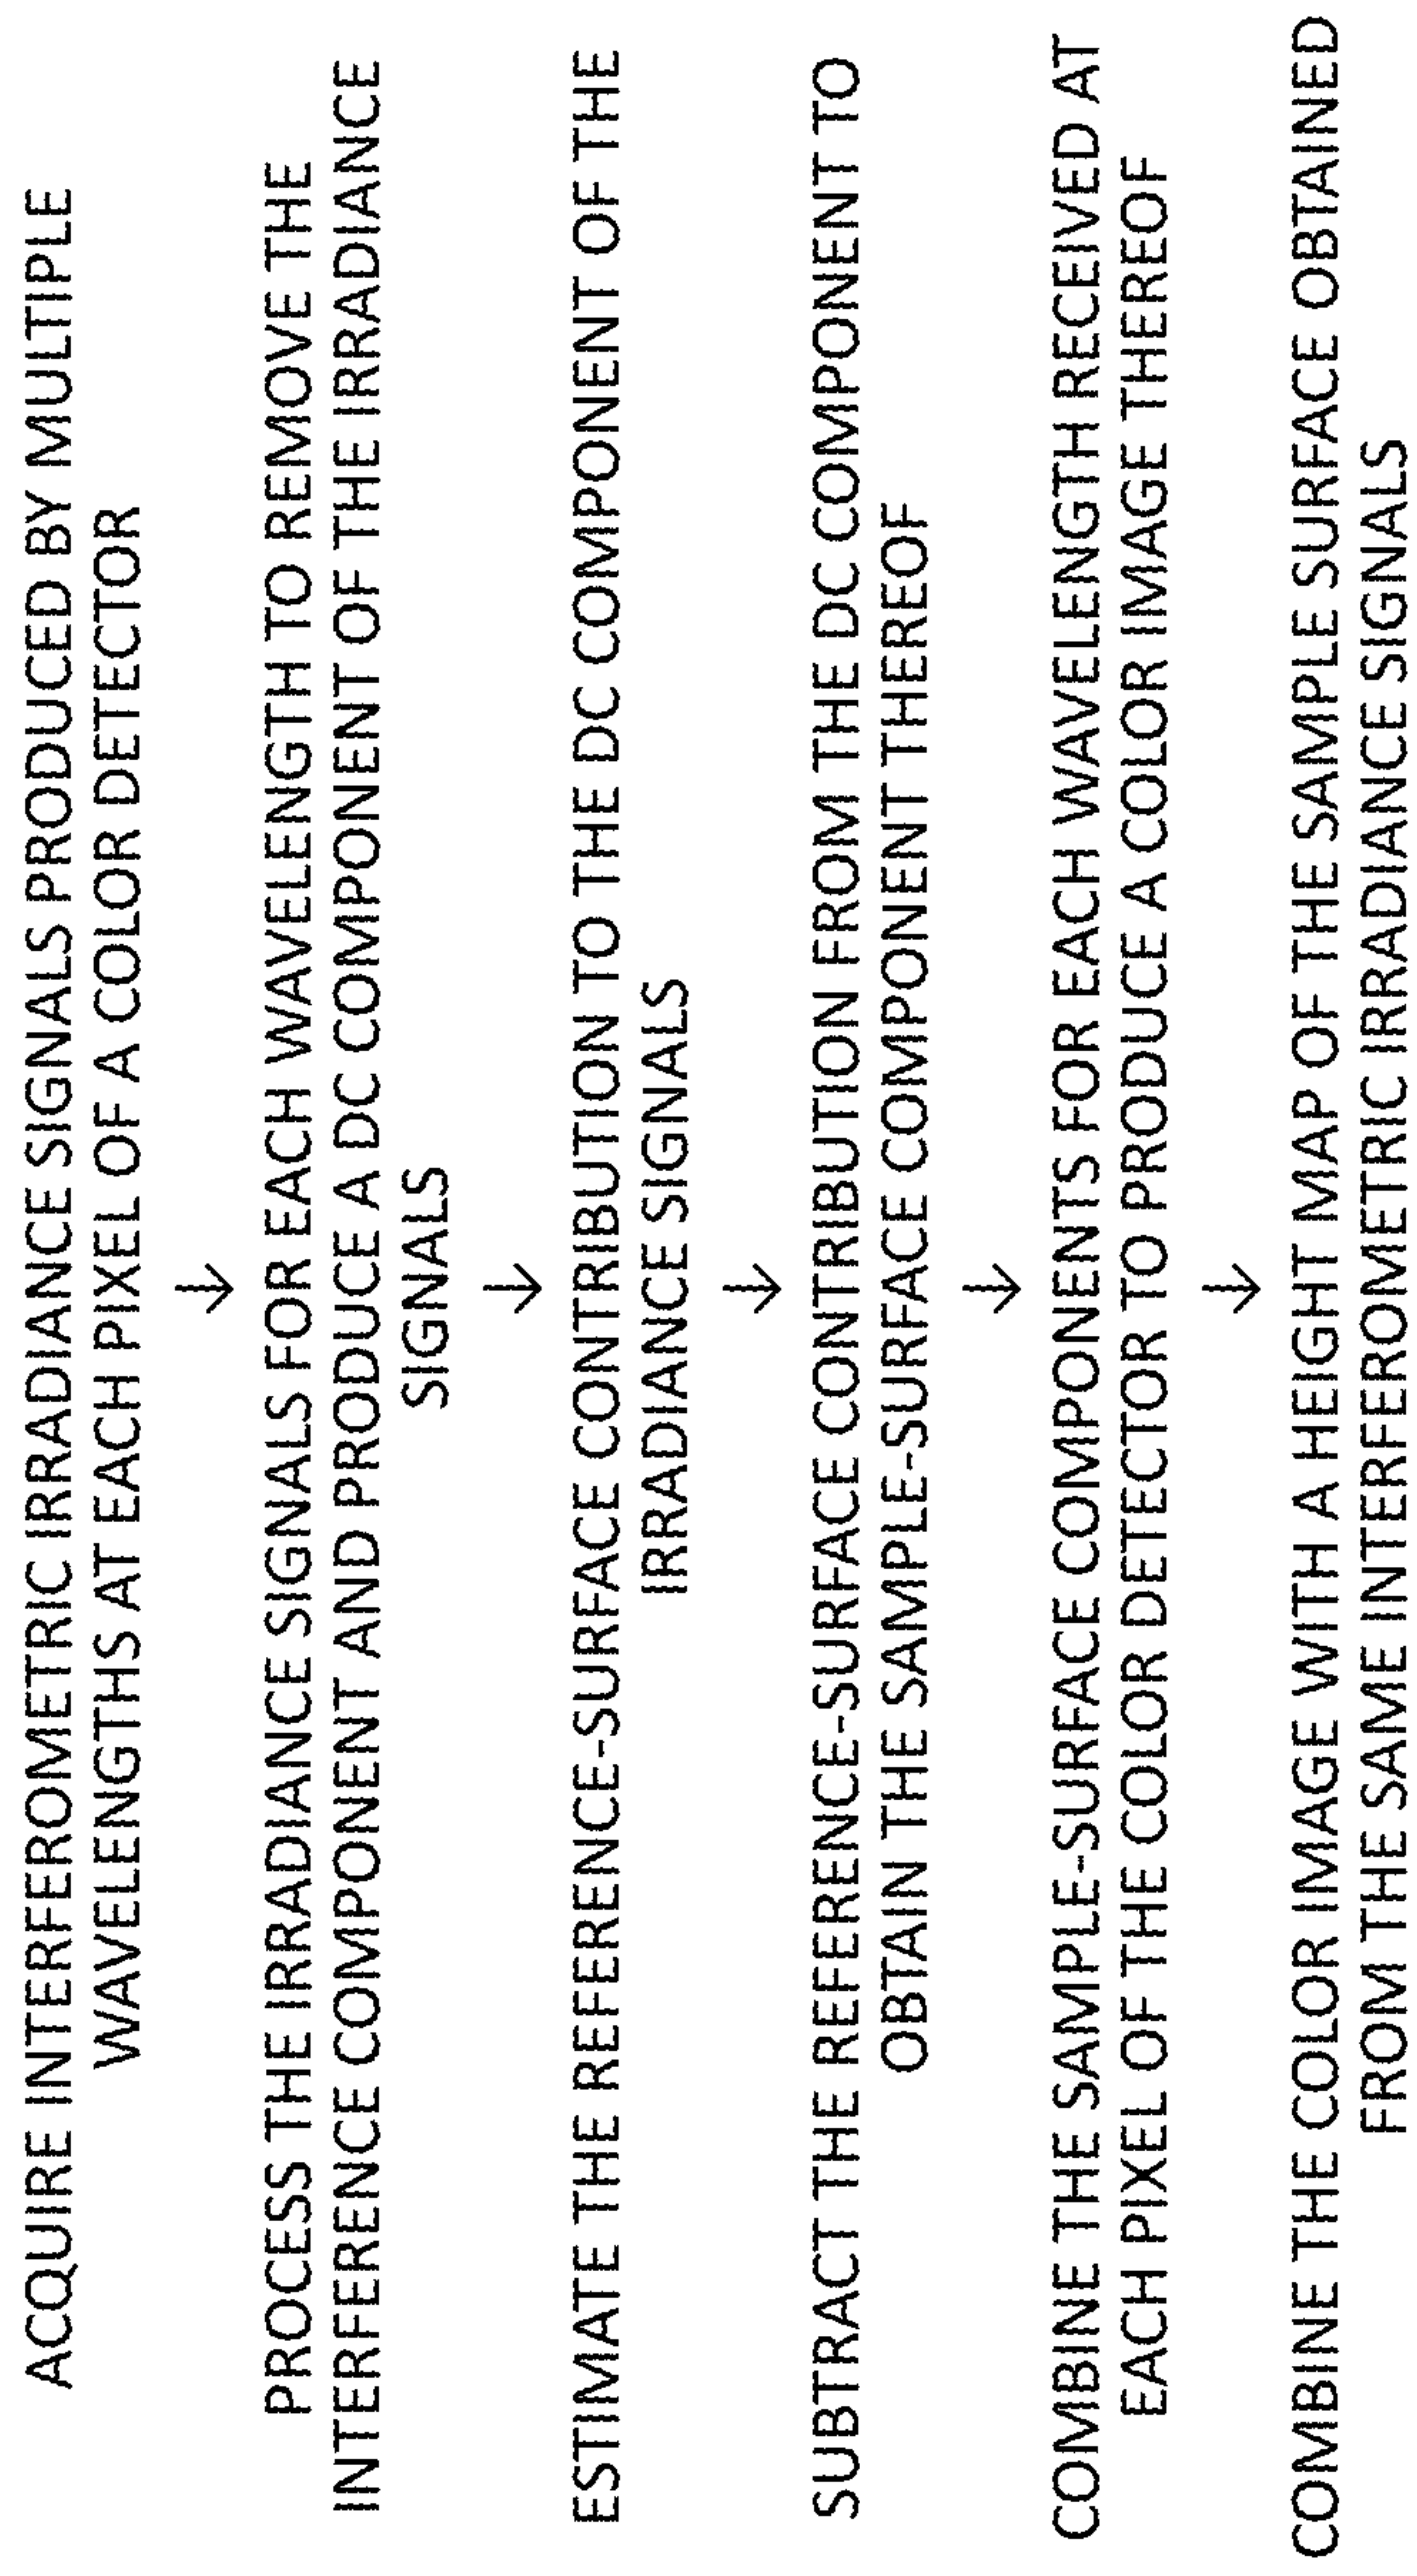 ACQUIRE INTERFEROMETRIC IRRADIANCE SIGNALS PRODUCED BY MULTIPLE
WAVELENGTHS AT EACH PIXEL OF A COLOR DETECTOR
↓
PROCESS THE IRRADIANCE SIGNALS FOR EACH WAVELENGTH TO REMOVE THE
INTERFERENCE COMPONENT AND PRODUCE A DC COMPONENT OF THE IRRADIANCE
SIGNALS
↓
ESTIMATE THE REFERENCE-SURFACE CONTRIBUTION TO THE DC COMPONENT OF THE
IRRADIANCE SIGNALS
↓
SUBTRACT THE REFERENCE-SURFACE CONTRIBUTION FROM THE DC COMPONENT TO
OBTAIN THE SAMPLE-SURFACE COMPONENT THEREOF
↓
COMBINE THE SAMPLE-SURFACE COMPONENTS FOR EACH WAVELENGTH RECEIVED AT
EACH PIXEL OF THE COLOR DETECTOR TO PRODUCE A COLOR IMAGE THEREOF
↓
COMBINE THE COLOR IMAGE WITH A HEIGHT MAP OF THE SAMPLE SURFACE OBTAINED
FROM THE SAME INTERFEROMETRIC IRRADIANCE SIGNALS